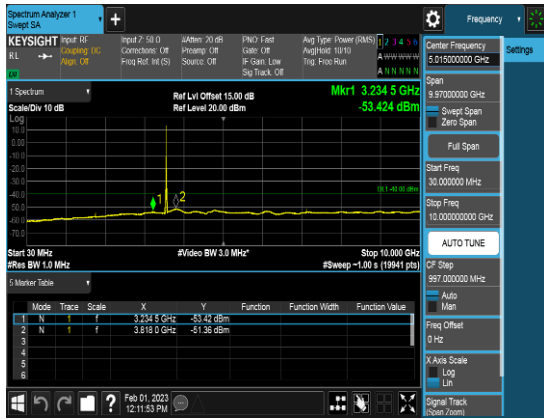 Spectrum Analyzer 1
Swept SA
Frequency
KEYSIGHT
RL
Input: RF
Coupling: DC
Align: Off
Input Z: 50 Ω
Corrections: Off
Freq Ref: Int (S)
#Atten: 20 dB
Preamp: Off
Source: Off
PNO: Fast
Gate: Off
IF Gain: Low
Sig Track: Off
Avg Type: Power (RMS)
Avg|Hold: 10/10
Trig: Free Run
1 2 3 4 5 6
A W W W W W
A N N N N N
Center Frequency
5.015000000 GHz
Settings
Span
9.97000000 GHz
Swept Span
Zero Span
Full Span
Start Freq
30.000000 MHz
Stop Freq
10.000000000 GHz
AUTO TUNE
CF Step
997.000000 MHz
Auto
Man
Freq Offset
0 Hz
X Axis Scale
Log
Lin
Signal Track
(Span Zoom)
1 Spectrum
Scale/Div 10 dB
Ref Lvl Offset 15.00 dB
Ref Level 20.00 dBm
Mkr1 3.234 5 GHz
-53.424 dBm
Log
10.0
0.00
-10.0
-20.0
-30.0
-40.0
-50.0
-60.0
-70.0
DL1 -40.00 dBm
1
2
Start 30 MHz
#Res BW 1.0 MHz
#Video BW 3.0 MHz*
Stop 10.000 GHz
#Sweep ~1.00 s (19941 pts)
5 Marker Table
Mode Trace Scale X Y Function Function Width Function Value
1 N 1 f 3.234 5 GHz -53.42 dBm
2 N 1 f 3.818 0 GHz -51.36 dBm
3
4
5
6
?
Feb 01, 2023
12:11:53 PM